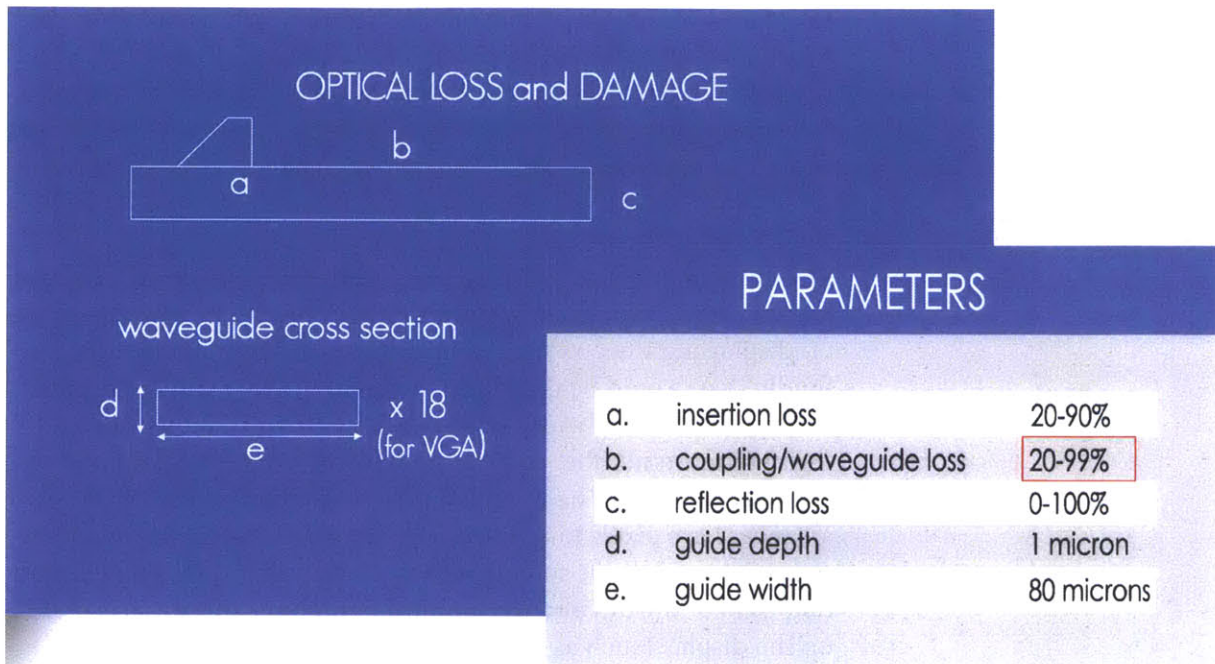 OPTICAL LOSS and DAMAGE
b
a
c
waveguide cross section
d
x 18
e
(for VGA)
PARAMETERS
a. insertion loss 20-90%
b. coupling/waveguide loss 20-99%
c. reflection loss 0-100%
d. guide depth 1 micron
e. guide width 80 microns